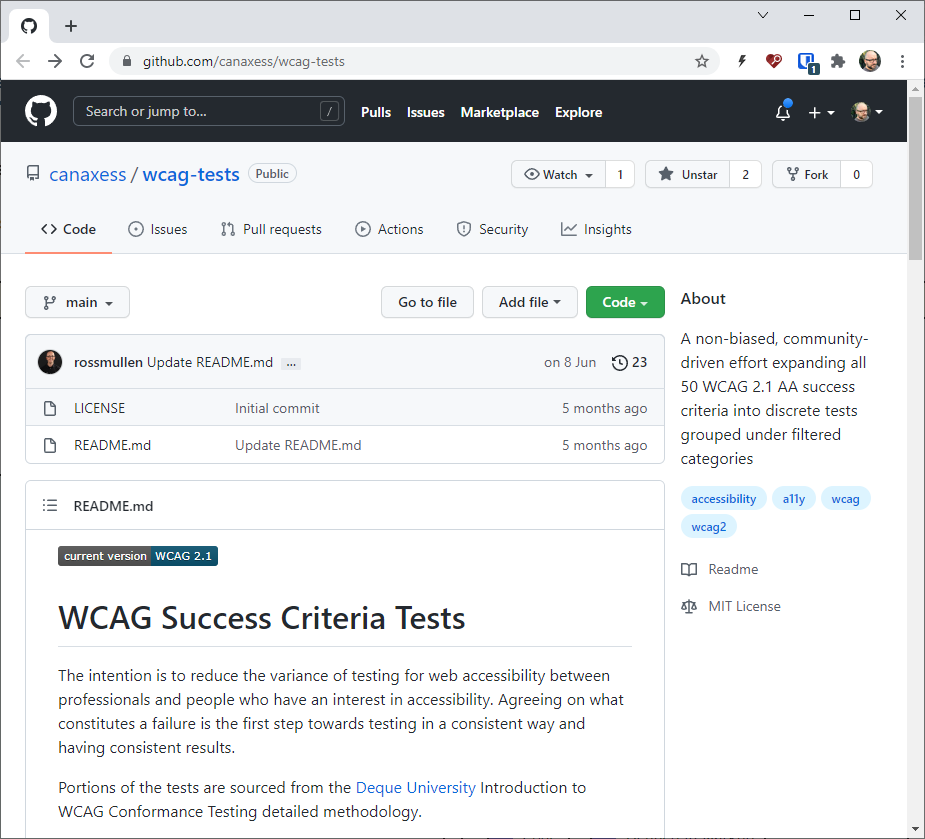 github.com/canaxess/wcag-tests
1
Search or jump to... /
Pulls Issues Marketplace Explore
canaxess / wcag-tests Public
Watch 1 Unstar 2 Fork 0
Code Issues Pull requests Actions Security Insights
main Go to file Add file Code
rossmullen Update README.md ... on 8 Jun 23
LICENSE Initial commit 5 months ago
README.md Update README.md 5 months ago
README.md
current version WCAG 2.1
WCAG Success Criteria Tests
The intention is to reduce the variance of testing for web accessibility between
professionals and people who have an interest in accessibility. Agreeing on what
constitutes a failure is the first step towards testing in a consistent way and
having consistent results.
Portions of the tests are sourced from the Deque University Introduction to
WCAG Conformance Testing detailed methodology.
About
A non-biased, community-
driven effort expanding all
50 WCAG 2.1 AA success
criteria into discrete tests
grouped under filtered
categories
accessibility a11y wcag
wcag2
Readme
MIT License